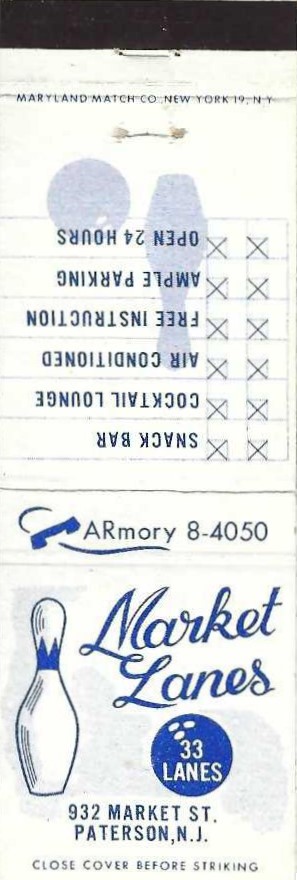 MARYLAND MATCH CO. NEW YORK 19, N.Y.
SNACK BAR
COCKTAIL LOUNGE
AIR CONDITIONED
FREE INSTRUCTION
AMPLE PARKING
OPEN 24 HOURS
ARmory 8-4050
Market
Lanes
33
LANES
932 MARKET ST.
PATERSON, N.J.
CLOSE COVER BEFORE STRIKING